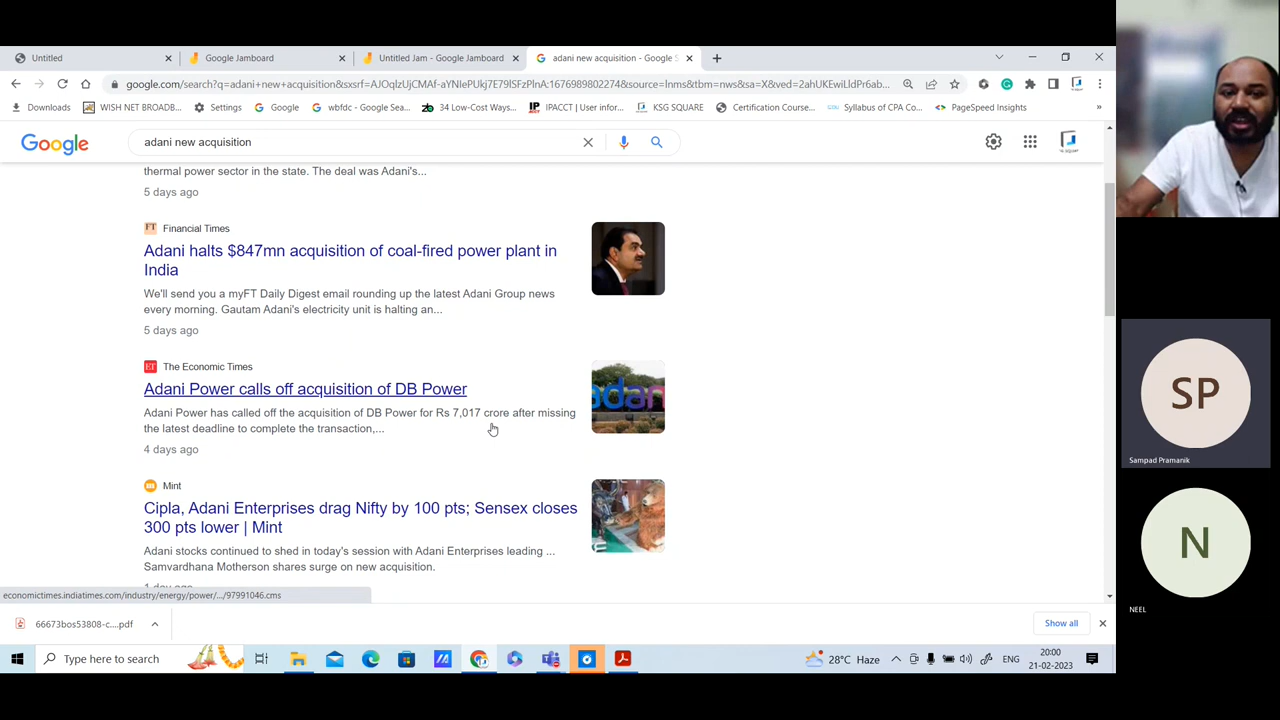 Untitled
Google Jamboard
Untitled Jam - Google Jamboard
adani new acquisition - Google S
google.com/search?q=adani+new+acquisition&sxsrf=AJOqlzUjCMAf-aYNIePUkj7E79lSFzPlnA:1676989802274&source=lnms&tbm=nws&sa=X&ved=2ahUKEwiLldPr6ab...
Downloads
WISH NET BROADB...
Settings
Google
wbfdc - Google Sea...
34 Low-Cost Ways...
IPACCT | User infor...
KSG SQUARE
Certification Course...
Syllabus of CPA Co...
PageSpeed Insights
»
Google
adani new acquisition
thermal power sector in the state. The deal was Adani's...
5 days ago
FT
Financial Times
Adani halts $847mn acquisition of coal-fired power plant in
India
We'll send you a myFT Daily Digest email rounding up the latest Adani Group news
every morning. Gautam Adani's electricity unit is halting an...
5 days ago
ET
The Economic Times
Adani Power calls off acquisition of DB Power
Adani Power has called off the acquisition of DB Power for Rs 7,017 crore after missing
the latest deadline to complete the transaction,...
4 days ago
adan
m
Mint
Cipla, Adani Enterprises drag Nifty by 100 pts; Sensex closes
300 pts lower | Mint
Adani stocks continued to shed in today's session with Adani Enterprises leading ...
Samvardhana Motherson shares surge on new acquisition.
1 day ago
economictimes.indiatimes.com/industry/energy/power/.../97991046.cms
66673bos53808-c....pdf
Show all
Type here to search
28°C Haze
ENG
20:00
21-02-2023
SP
Sampad Pramanik
N
NEEL